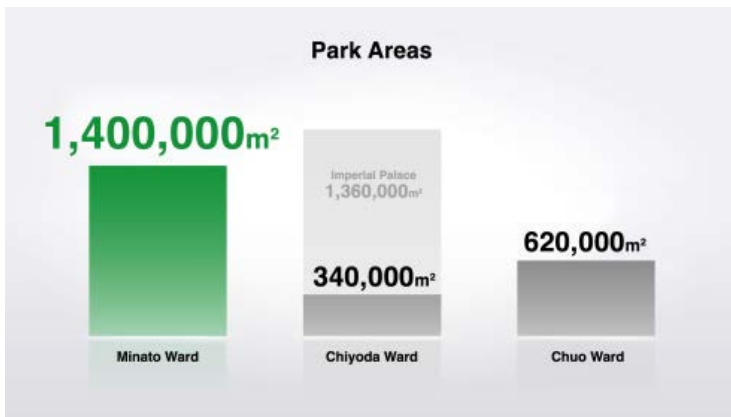 Park Areas
1,400,000m²
Imperial Palace
1,360,000m²
340,000m²
620,000m²
Minato Ward
Chiyoda Ward
Chuo Ward